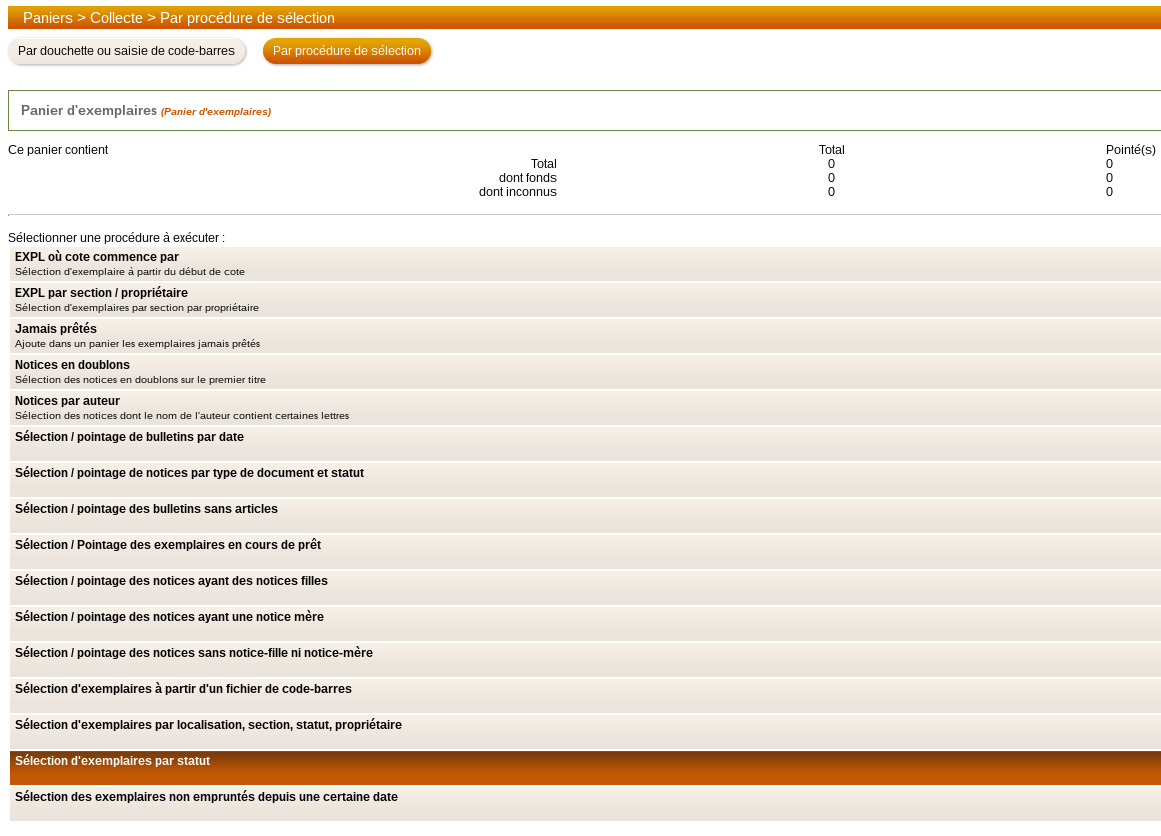 Paniers > Collecte > Par procédure de sélection
Par douchette ou saisie de code-barres Par procédure de sélection
Panier d'exemplaires (Panier d'exemplaires)
Ce panier contient Total Pointé(s)
Total 0 0
dont fonds 0 0
dont inconnus 0 0
Sélectionner une procédure à exécuter :
EXPL où cote commence par
Sélection d'exemplaire á partir du début de cote
EXPL par section / propriétaire
Sélection d'exemplaires par section par propriétaire
Jamais prêtés
Ajoute dans un panier les exemplaires jamais prêtés
Notices en doublons
Sélection des notices en doublons sur le premier titre
Notices par auteur
Sélection des notices dont le nom de l'auteur contient certaines lettres
Sélection / pointage de bulletins par date
Sélection / pointage de notices par type de document et statut
Sélection / pointage des bulletins sans articles
Sélection / Pointage des exemplaires en cours de prêt
Sélection / pointage des notices ayant des notices filles
Sélection / pointage des notices ayant une notice mère
Sélection / pointage des notices sans notice-fille ni notice-mère
Sélection d'exemplaires à partir d'un fichier de code-barres
Sélection d'exemplaires par localisation, section, statut, propriétaire
Sélection d'exemplaires par statut
Sélection des exemplaires non empruntés depuis une certaine date